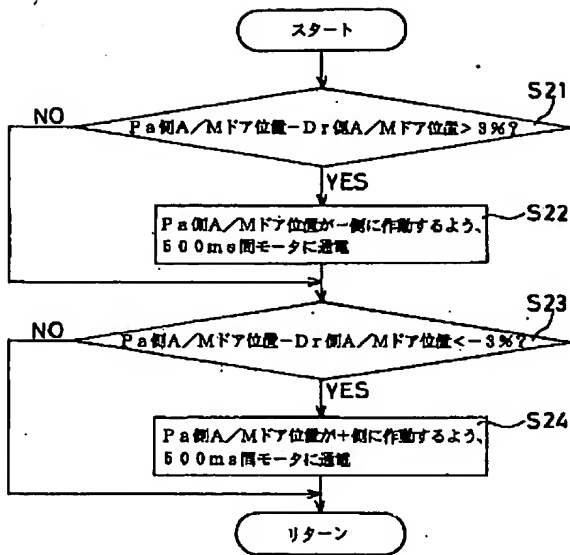 スタート
S21
Pa側A/Mドア位置-Dr側A/Mドア位置>3%?
NO
YES
S22
Pa側A/Mドア位置が-側に作動するよう、
500ms間モータに通電
S23
Pa側A/Mドア位置-Dr側A/Mドア位置<-3%?
NO
YES
S24
Pa側A/Mドア位置が+側に作動するよう、
500ms間モータに通電
リターン